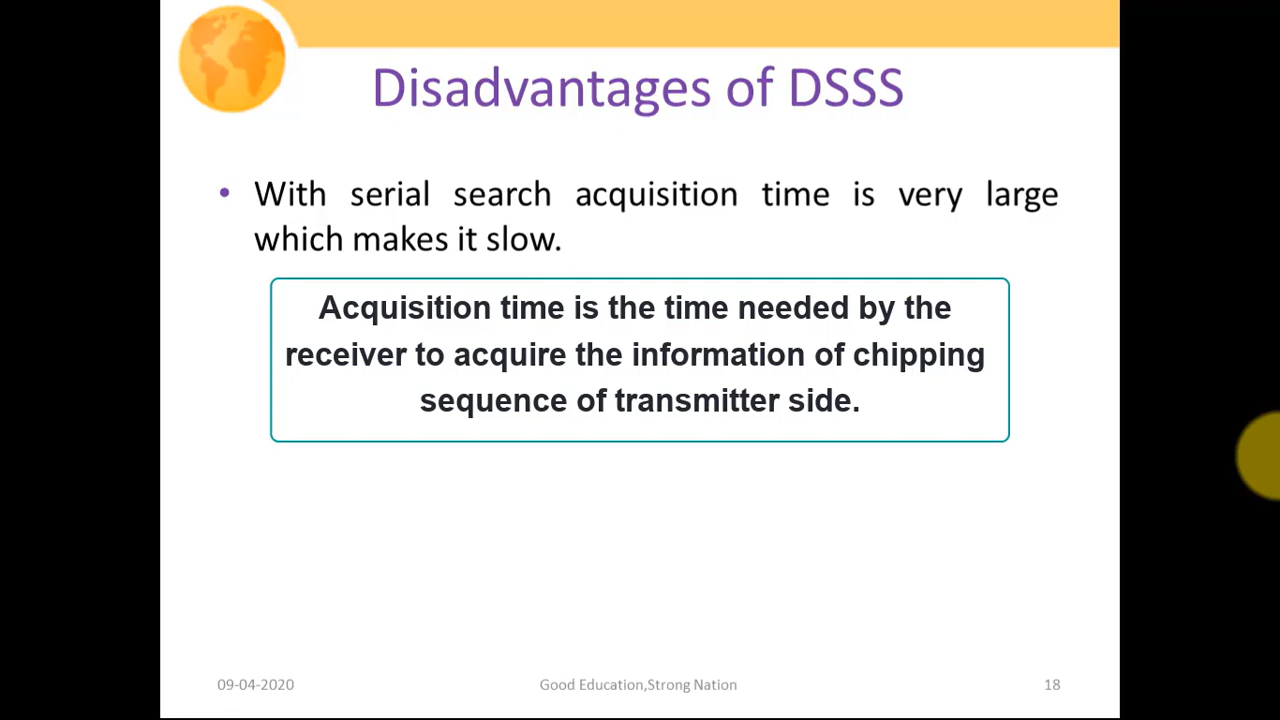 Disadvantages of DSSS
• With serial search acquisition time is very large
which makes it slow.
Acquisition time is the time needed by the
receiver to acquire the information of chipping
sequence of transmitter side.
09-04-2020 Good Education,Strong Nation 18